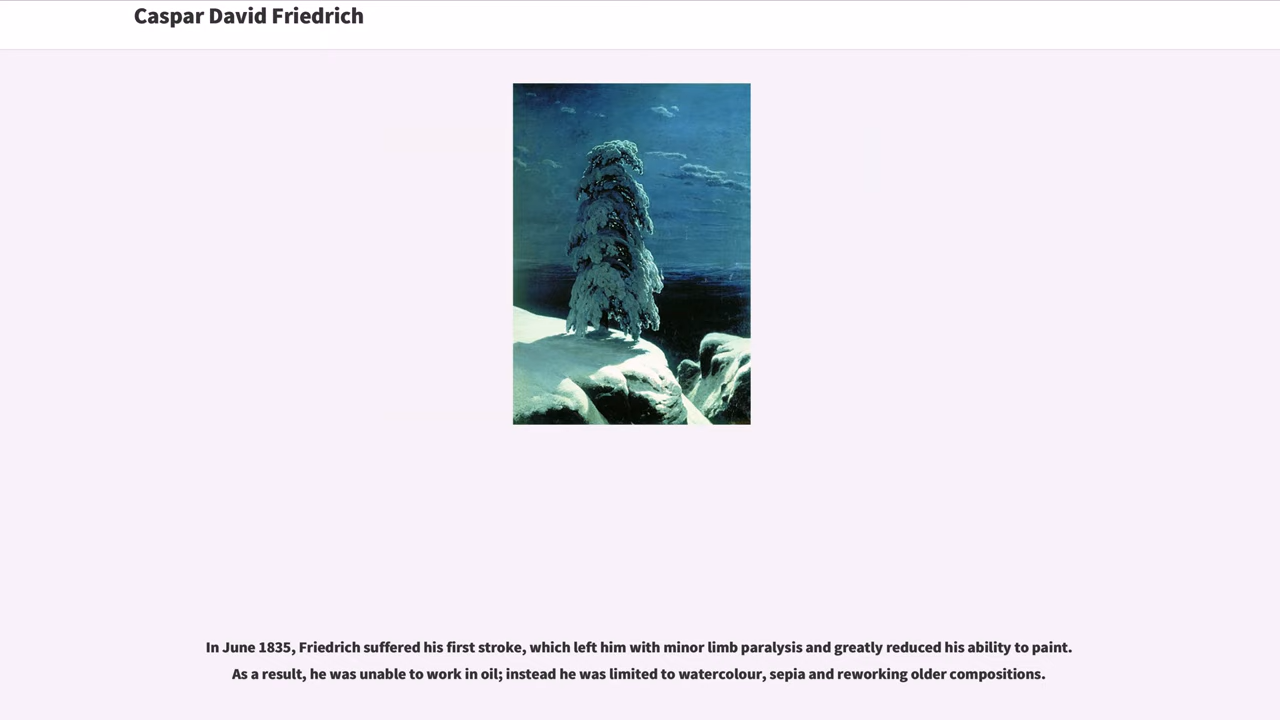 Caspar David Friedrich
In June 1835, Friedrich suffered his first stroke, which left him with minor limb paralysis and greatly reduced his ability to paint.
As a result, he was unable to work in oil; instead he was limited to watercolour, sepia and reworking older compositions.